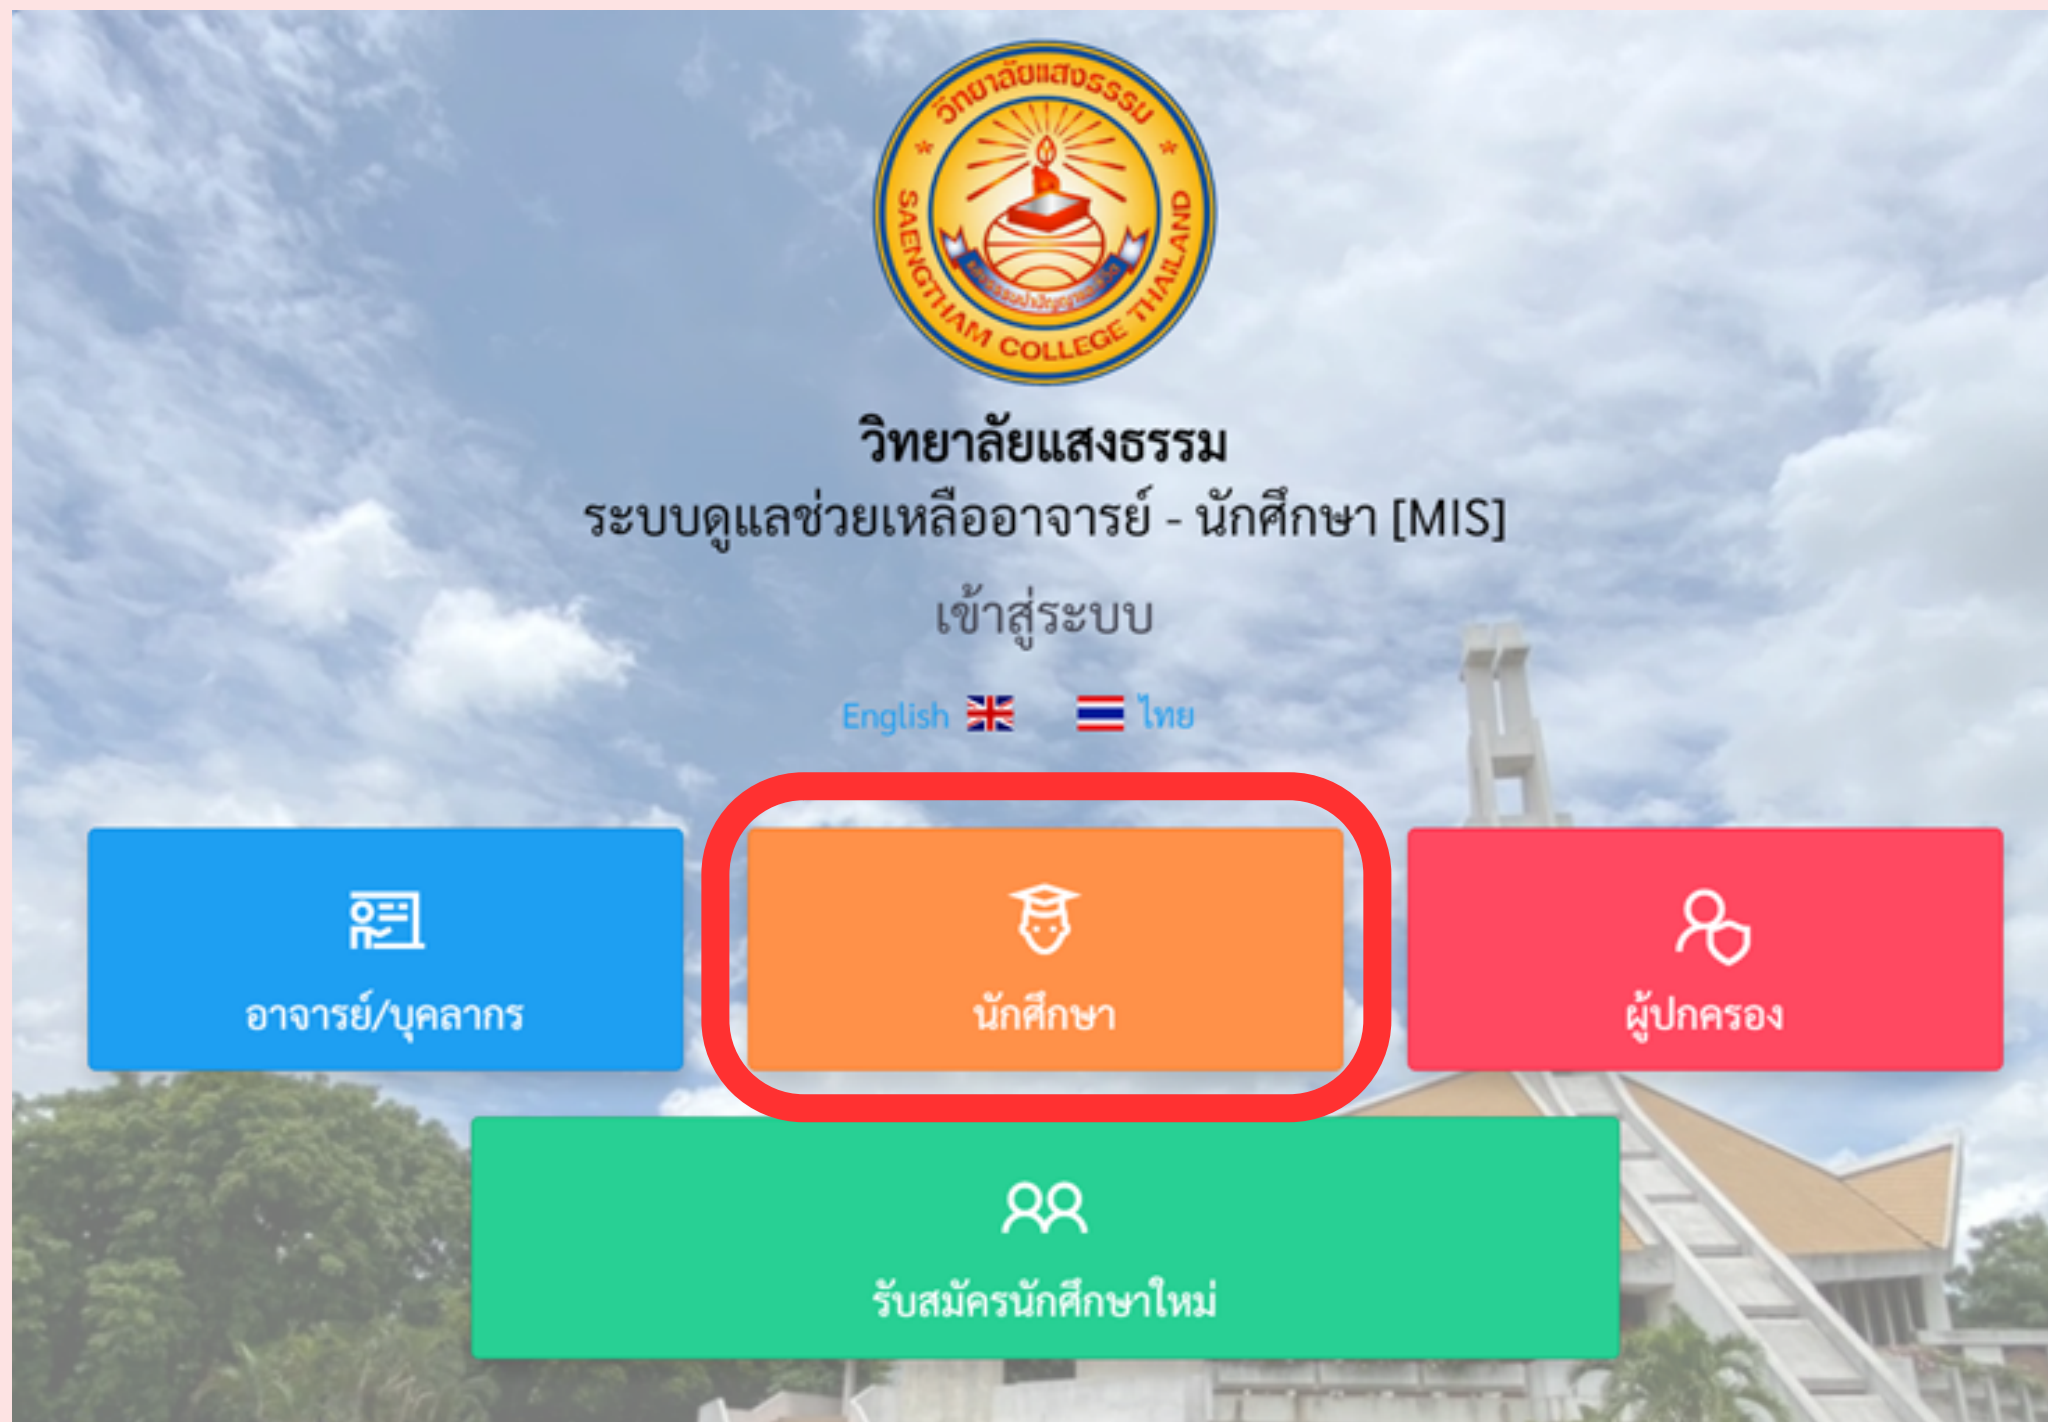 วิทยาลัยแสงธรรม
SAENGTHAM COLLEGE THAILAND
วิทยาลัยแสงธรรม
ระบบดูแลช่วยเหลืออาจารย์ - นักศึกษา [MIS]
เข้าสู่ระบบ
English ไทย
อาจารย์/บุคลากร
นักศึกษา
ผู้ปกครอง
รับสมัครนักศึกษาใหม่